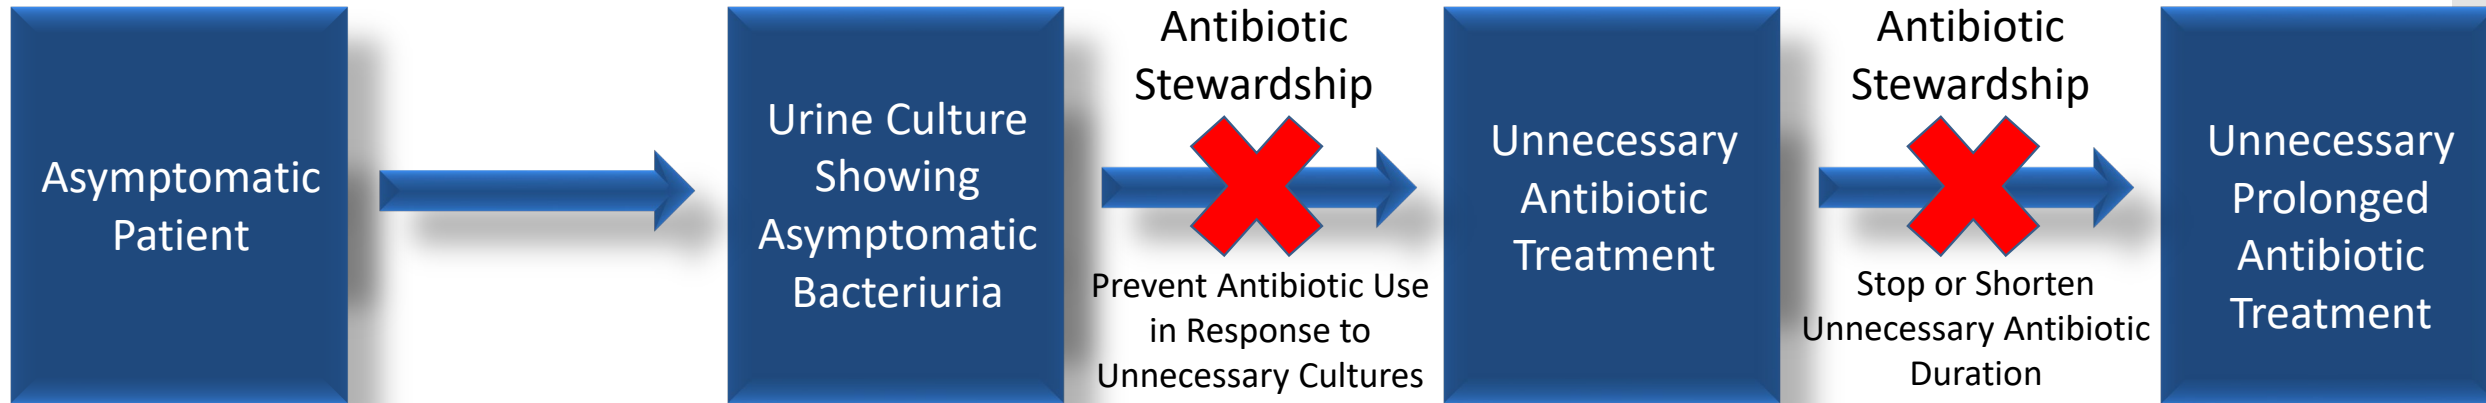 Asymptomatic
Patient
Urine Culture
Showing
Asymptomatic
Bacteriuria
Antibiotic
Stewardship
Prevent Antibiotic Use
in Response to
Unnecessary Cultures
Unnecessary
Antibiotic
Treatment
Antibiotic
Stewardship
Stop or Shorten
Unnecessary Antibiotic
Duration
Unnecessary
Prolonged
Antibiotic
Treatment